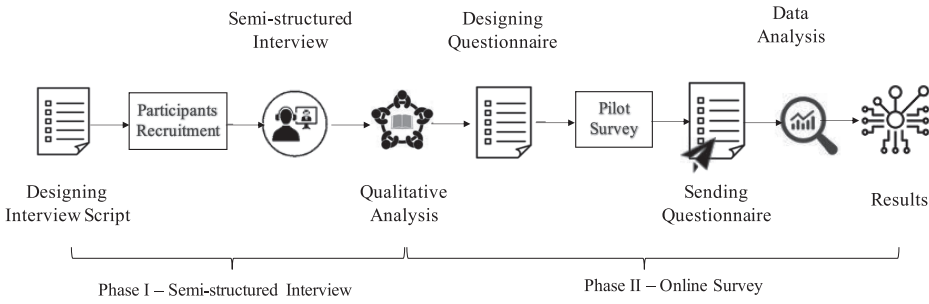 Semi-structured
Interview
Designing
Questionnaire
Data
Analysis
Participants
Recruitment
Pilot
Survey
Designing
Interview Script
Qualitative
Analysis
Sending
Questionnaire
Results
Phase I – Semi-structured Interview
Phase II – Online Survey